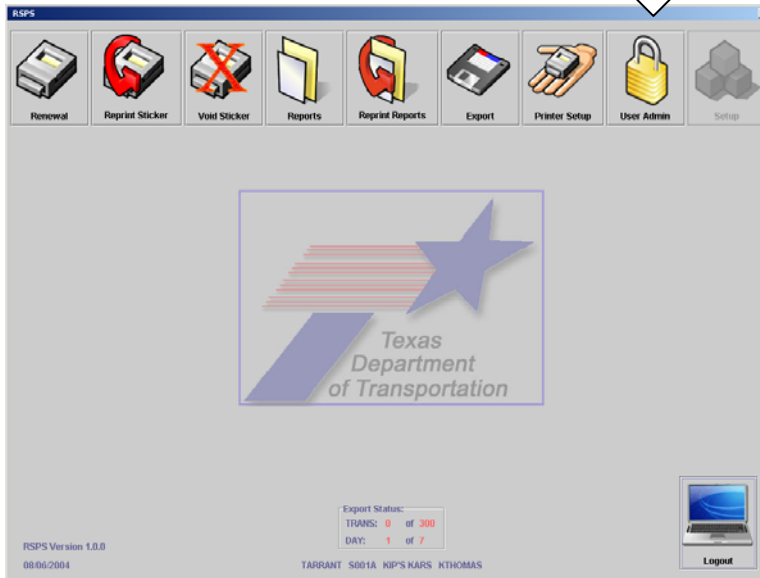 RSPS
Renewal
Reprint Sticker
Void Sticker
Reports
Reprint Reports
Export
Printer Setup
User Admin
Setup
Texas
Department
of Transportation
Export Status:
TRANS: 0 of 300
DAY: 1 of 7
RSPS Version 1.0.0
08/06/2004
TARRANT S001A KIP'S KARS KTHOMAS
Logout